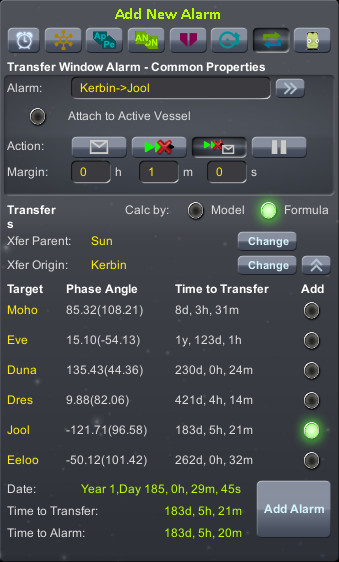 Add New Alarm
Ap Pe AN DN
Transfer Window Alarm - Common Properties
Alarm: Kerbin->Jool
Attach to Active Vessel
Action:
Margin: 0 h 1 m 0 s
Transfers Calc by: Model Formula
Xfer Parent: Sun Change
Xfer Origin: Kerbin Change
Target Phase Angle Time to Transfer Add
Moho 85.32(108.21) 8d, 3h, 31m
Eve 15.10(-54.13) 1y, 123d, 1h
Duna 135.43(44.36) 230d, 0h, 24m
Dres 9.88(82.06) 421d, 4h, 14m
Jool -121.71(96.58) 183d, 5h, 21m
Eeloo -50.12(101.42) 262d, 0h, 32m
Date: Year 1,Day 185, 0h, 29m, 45s
Time to Transfer: 183d, 5h, 21m
Add Alarm
Time to Alarm: 183d, 5h, 20m